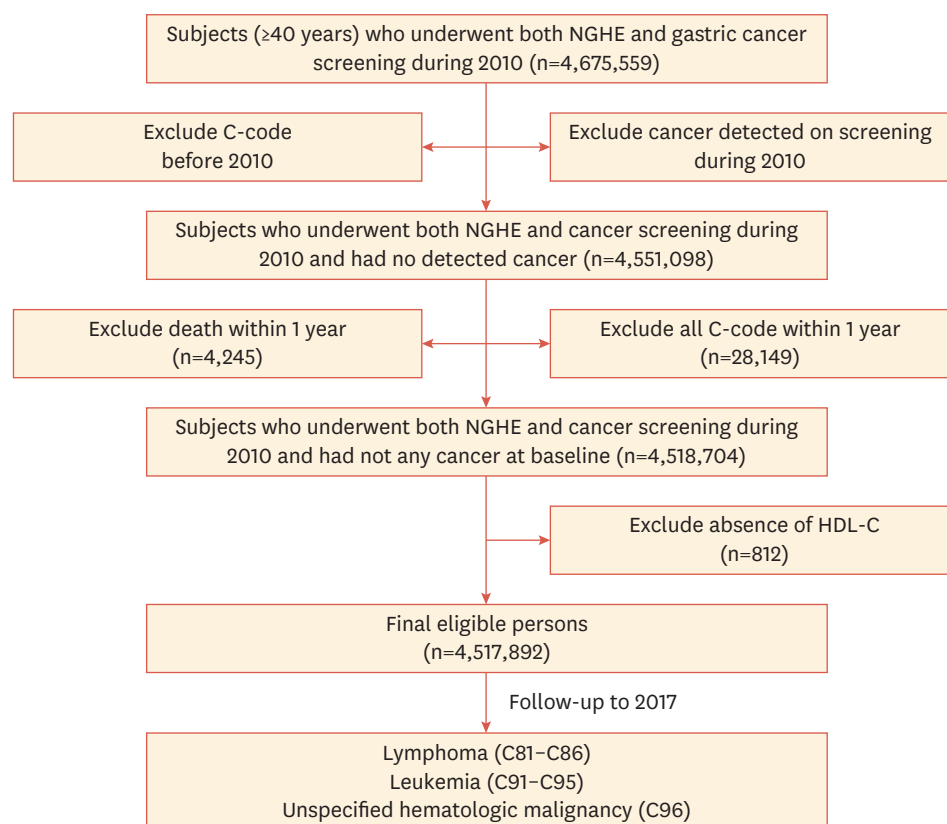 Subjects (≥40 years) who underwent both NGHE and gastric cancer
screening during 2010 (n=4,675,559)
Exclude C-code
before 2010
Exclude cancer detected on screening
during 2010
Subjects who underwent both NGHE and cancer screening during
2010 and had no detected cancer (n=4,551,098)
Exclude death within 1 year
(n=4,245)
Exclude all C-code within 1 year
(n=28,149)
Subjects who underwent both NGHE and cancer screening during
2010 and had not any cancer at baseline (n=4,518,704)
Exclude absence of HDL-C
(n=812)
Final eligible persons
(n=4,517,892)
Follow-up to 2017
Lymphoma (C81–C86)
Leukemia (C91–C95)
Unspecified hematologic malignancy (C96)